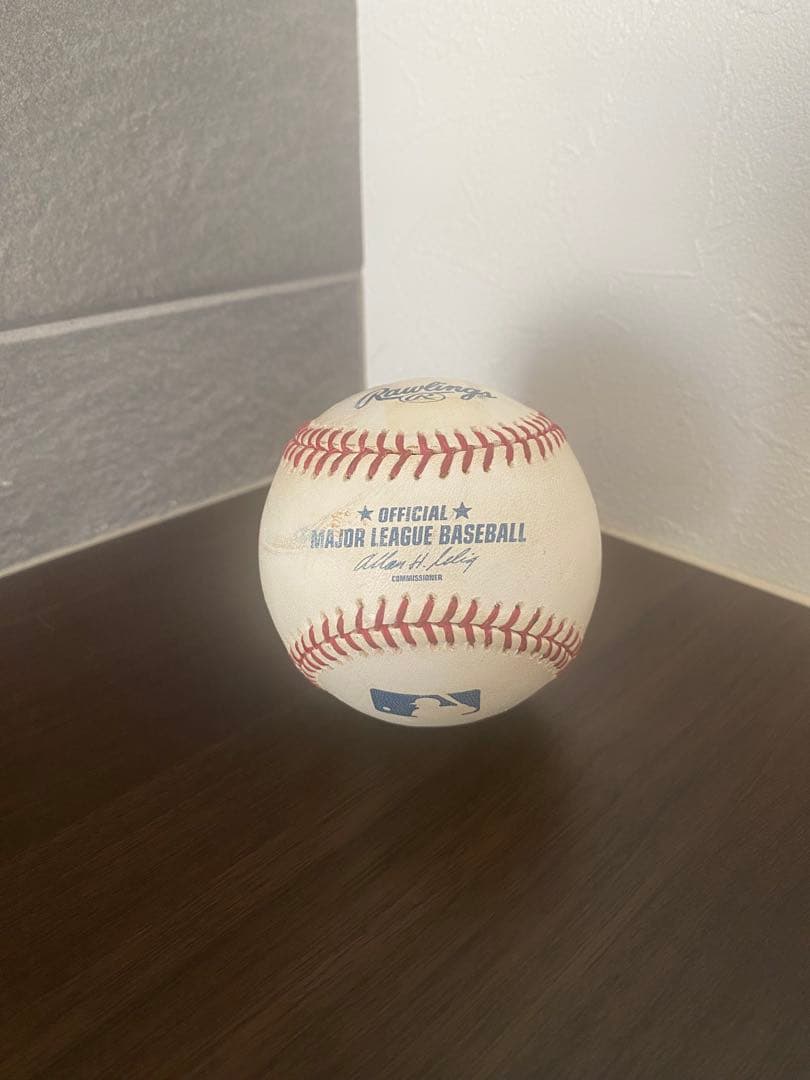 Rawlings
R
★ OFFICIAL ★
MAJOR LEAGUE BASEBALL
Allan H. Selig
COMMISSIONER